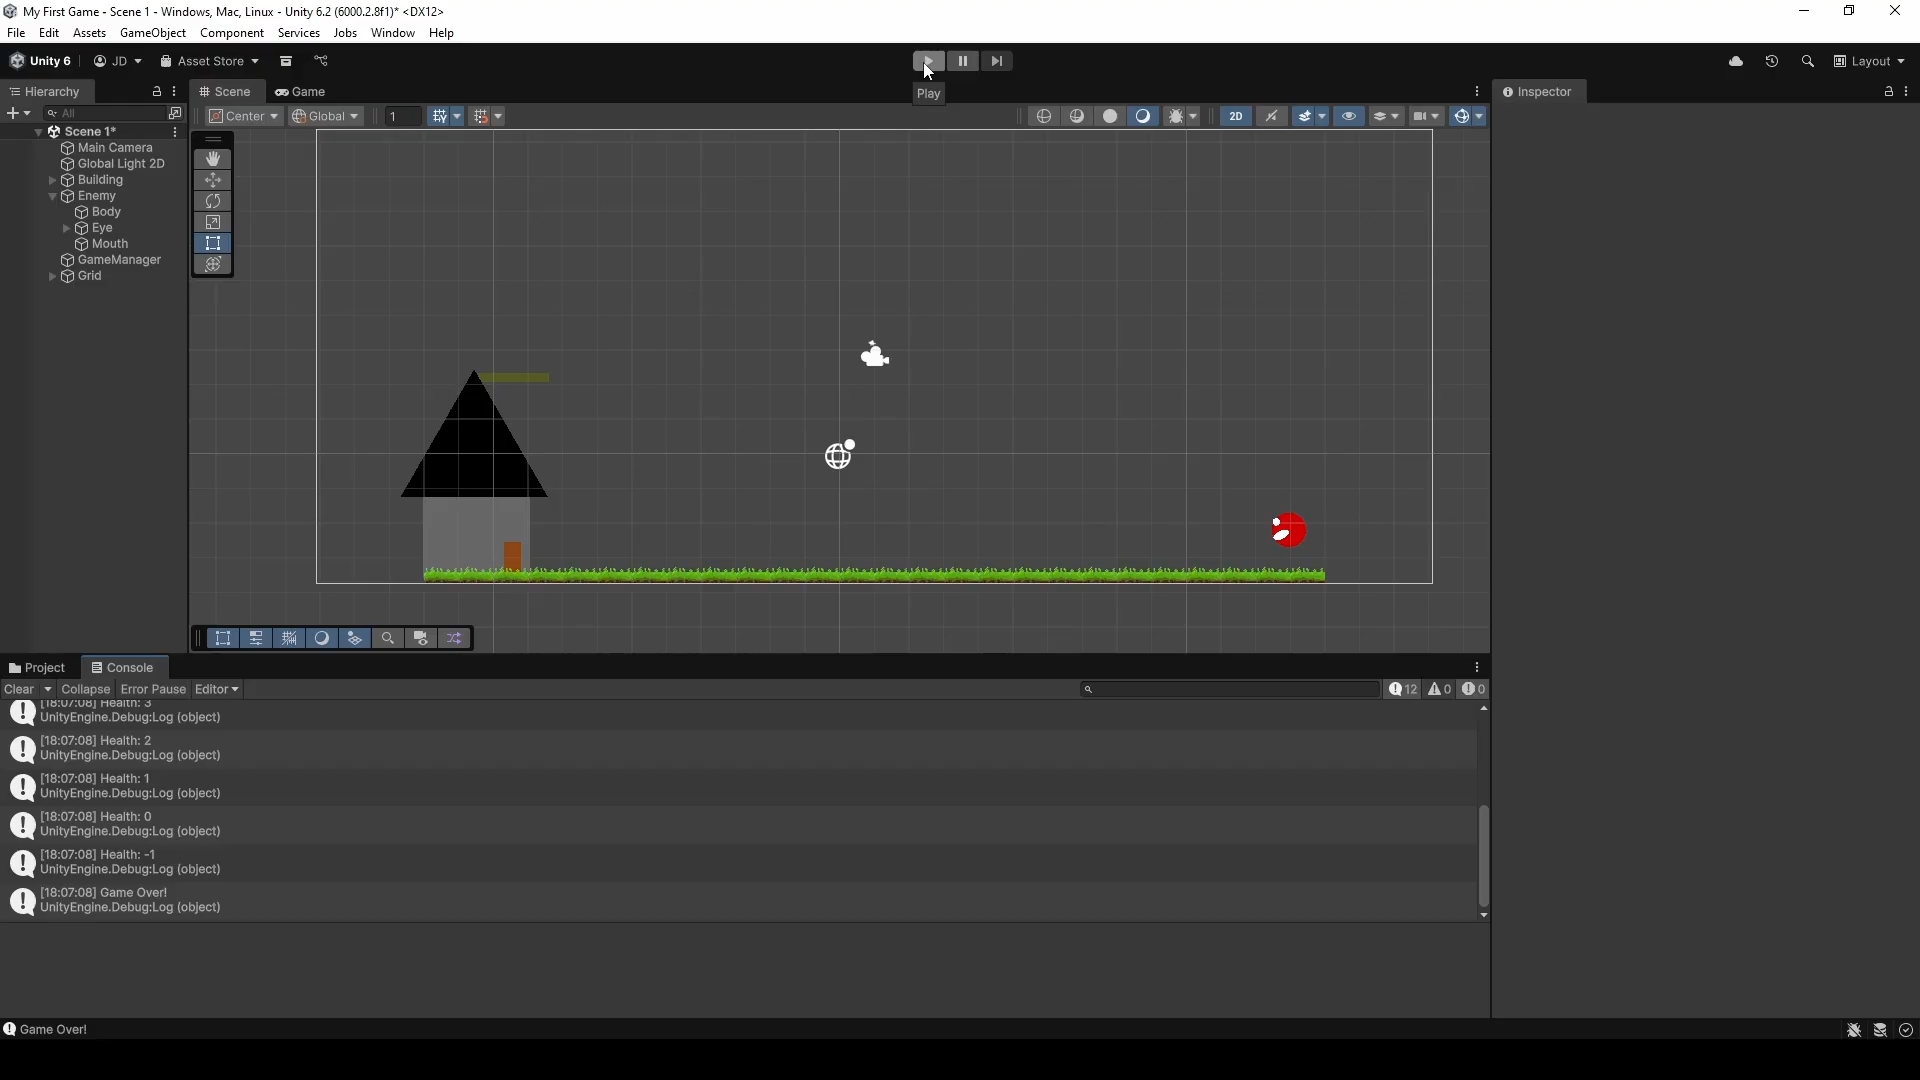 My First Game - Scene 1 - Windows, Mac, Linux - Unity 6.2 (6000.2.8f1)* <DX12>
File Edit Assets GameObject Component Services Jobs Window Help
Unity 6 JD Asset Store Layout
Hierarchy Scene Game Play Inspector
All Center Global 1 2D
Scene 1*
Main Camera
Global Light 2D
Building
Enemy
Body
Eye
Mouth
GameManager
Grid
Project Console
Clear Collapse Error Pause Editor 12 0 0
[18:07:08] Health: 3
UnityEngine.Debug:Log (object)
[18:07:08] Health: 2
UnityEngine.Debug:Log (object)
[18:07:08] Health: 1
UnityEngine.Debug:Log (object)
[18:07:08] Health: 0
UnityEngine.Debug:Log (object)
[18:07:08] Health: -1
UnityEngine.Debug:Log (object)
[18:07:08] Game Over!
UnityEngine.Debug:Log (object)
Game Over!